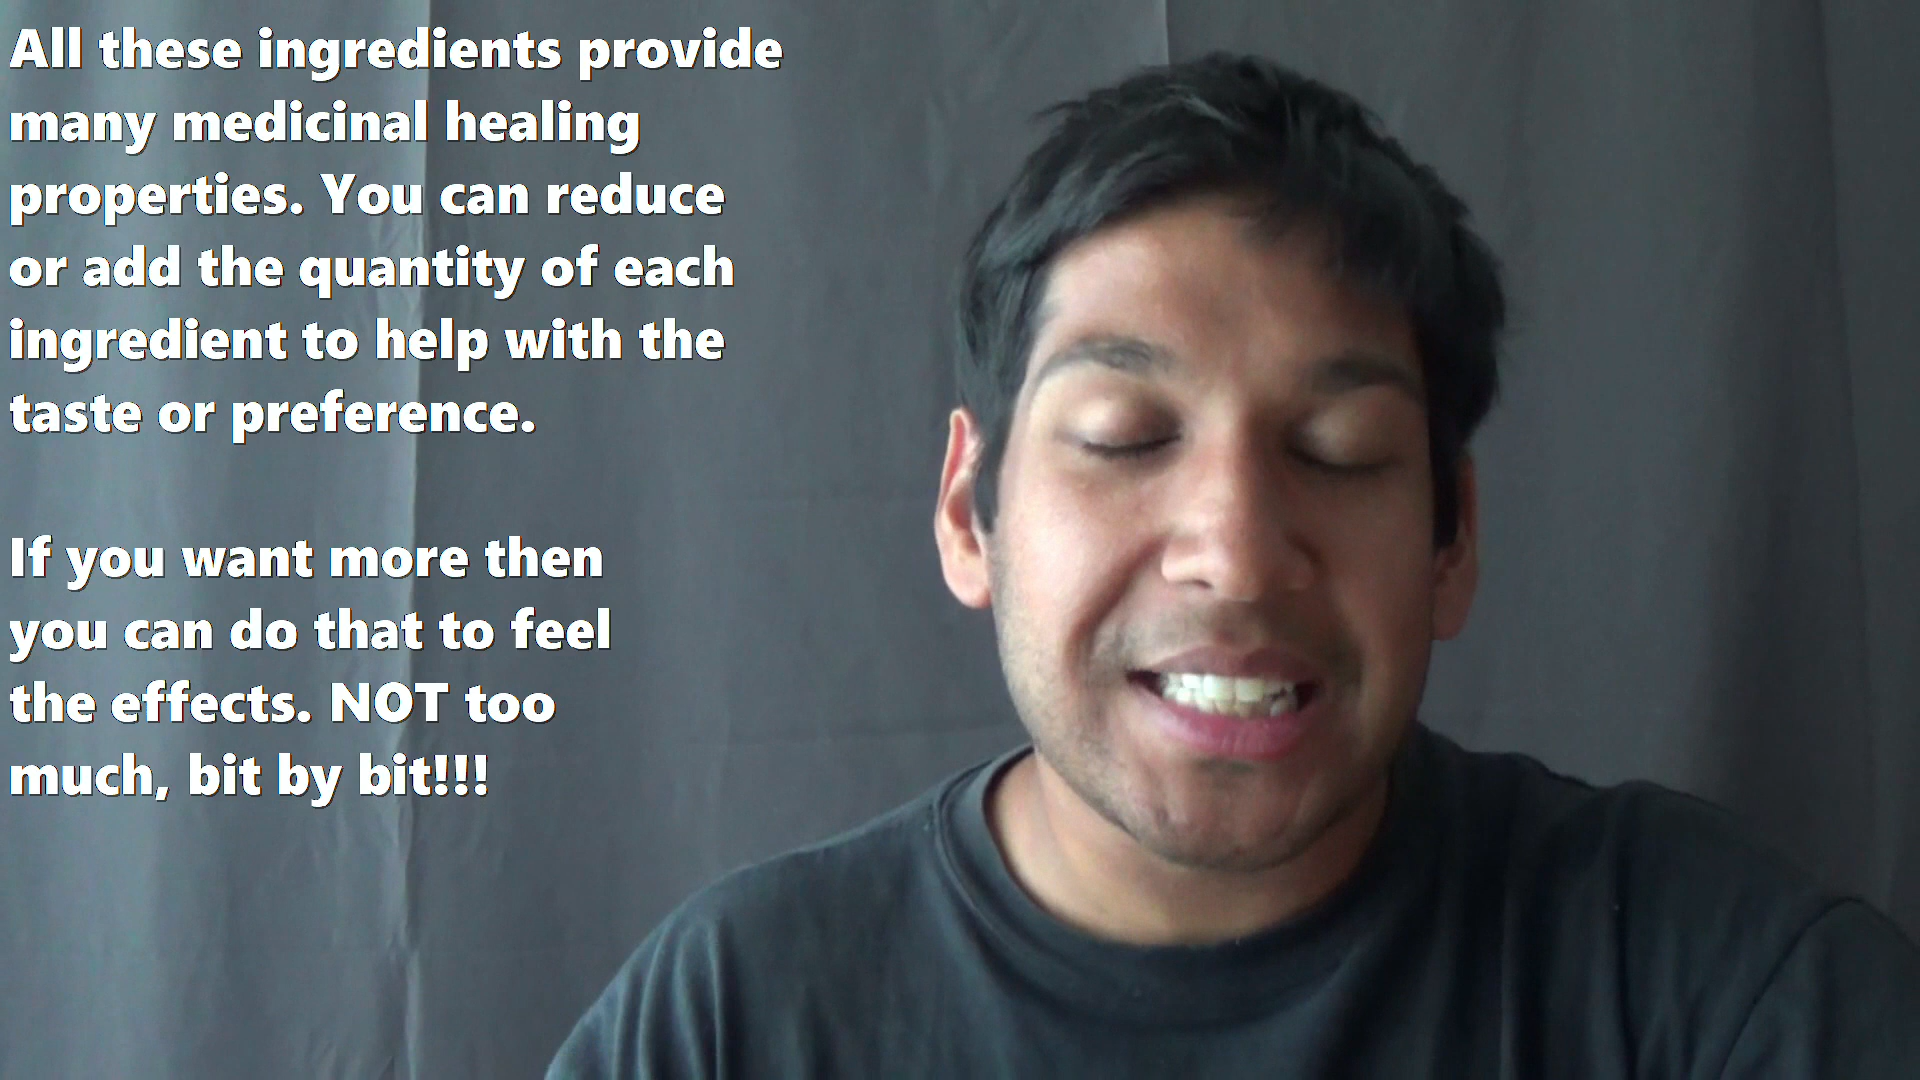 All these ingredients provide
many medicinal healing
properties. You can reduce
or add the quantity of each
ingredient to help with the
taste or preference.
If you want more then
you can do that to feel
the effects. NOT too
much, bit by bit!!!